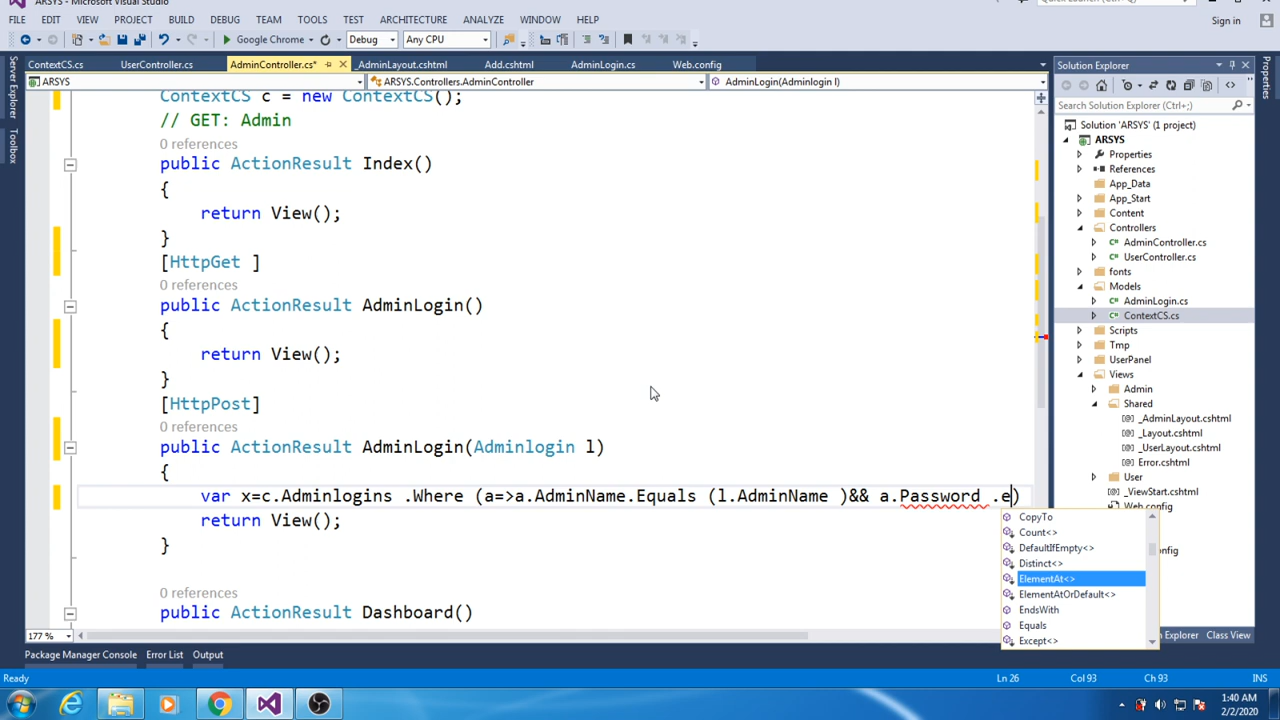 ARSYS - Microsoft Visual Studio
Quick Launch (Ctrl+Q)
FILE EDIT VIEW PROJECT BUILD DEBUG TEAM TOOLS TEST ARCHITECTURE ANALYZE WINDOW HELP
Sign in
Google Chrome Debug Any CPU
ContextCS.cs UserController.cs AdminController.cs* _AdminLayout.cshtml Add.cshtml AdminLogin.cs Web.config
ARSYS ARSYS.Controllers.AdminController AdminLogin(Adminlogin l)
Server Explorer
Toolbox
ContextCS c = new ContextCS();
// GET: Admin
0 references
public ActionResult Index()
{
return View();
}
[HttpGet ]
0 references
public ActionResult AdminLogin()
{
return View();
}
[HttpPost]
0 references
public ActionResult AdminLogin(Adminlogin l)
{
var x=c.Adminlogins .Where (a=>a.AdminName.Equals (l.AdminName )&& a.Password .e)
return View();
}
0 references
public ActionResult Dashboard()
CopyTo
Count<>
DefaultIfEmpty<>
Distinct<>
ElementAt<>
ElementAtOrDefault<>
EndsWith
Equals
Except<>
177 %
Solution Explorer
Search Solution Explorer (Ctrl+;)
Solution 'ARSYS' (1 project)
ARSYS
Properties
References
App_Data
App_Start
Content
Controllers
AdminController.cs
UserController.cs
fonts
Models
AdminLogin.cs
ContextCS.cs
Scripts
Tmp
UserPanel
Views
Admin
Shared
_AdminLayout.cshtml
_Layout.cshtml
_UserLayout.cshtml
Error.cshtml
User
_ViewStart.cshtml
Web.config
Explorer Class View
Properties
Package Manager Console Error List Output
Ready Ln 26 Col 93 Ch 93 INS
1:40 AM
2/2/2020